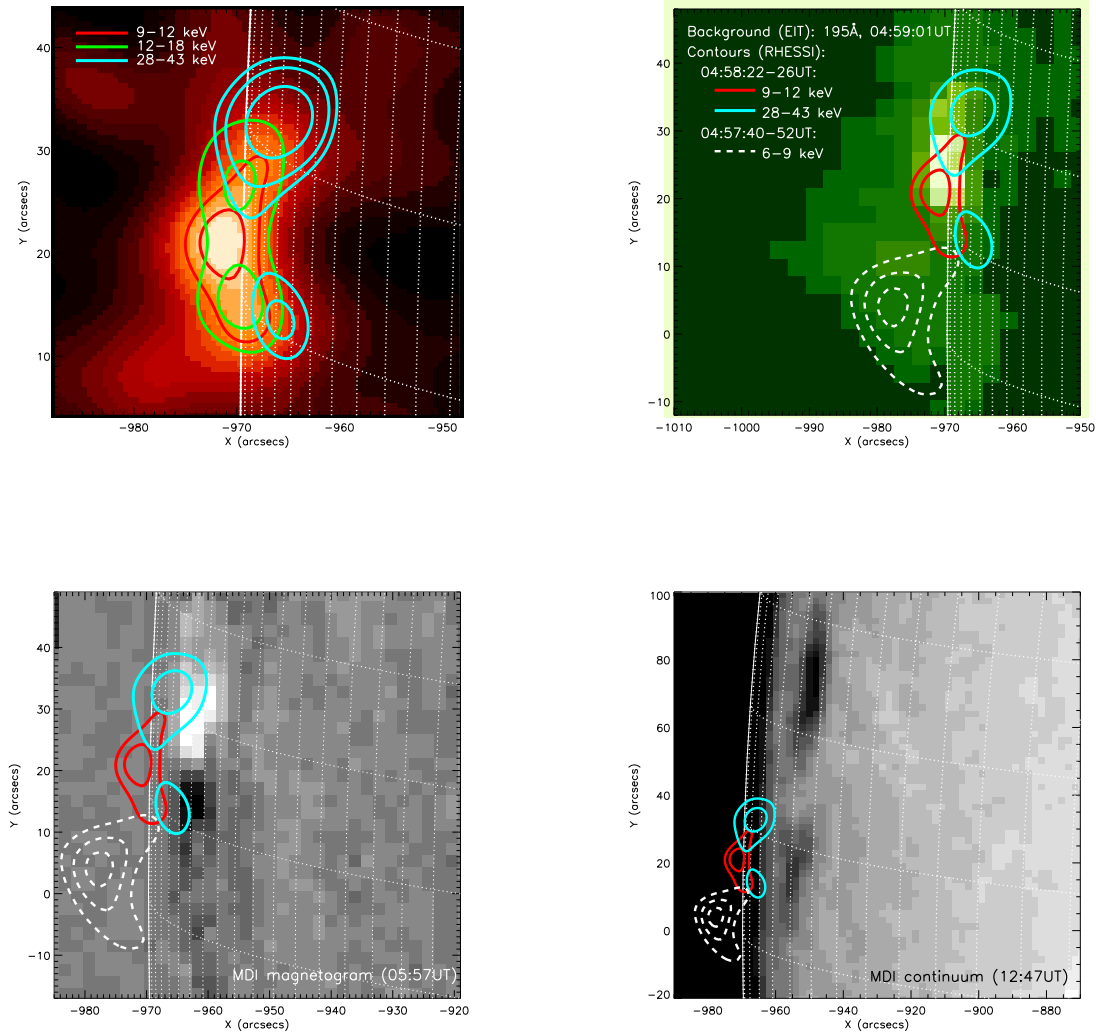 9−12 keV
12−18 keV
28−43 keV
40
30
20
10
Y (arcsecs)
−980
−970
−960
−950
X (arcsecs)
Background (EIT): 195Å, 04:59:01UT
Contours (RHESSI):
04:58:22−26UT:
9−12 keV
28−43 keV
04:57:40−52UT:
6−9 keV
40
30
20
10
0
−10
Y (arcsecs)
−1010
−1000
−990
−980
−970
−960
−950
X (arcsecs)
40
30
20
10
0
−10
Y (arcsecs)
MDI magnetogram (05:57UT)
−980
−970
−960
−950
−940
−930
−920
X (arcsecs)
100
80
60
40
20
0
−20
Y (arcsecs)
MDI continuum (12:47UT)
−980
−960
−940
−920
−900
−880
X (arcsecs)